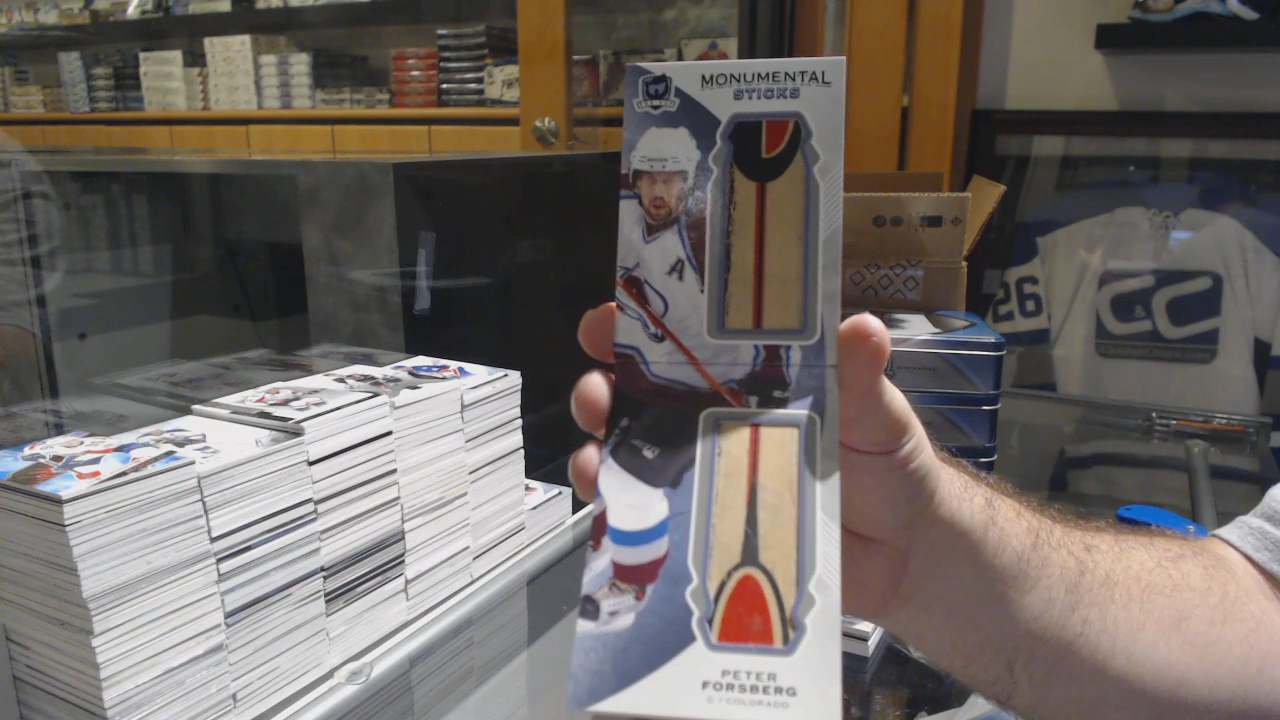 MONUMENTAL
STICKS
A
PETER
FORSBERG
C / COLORADO
26
C&C